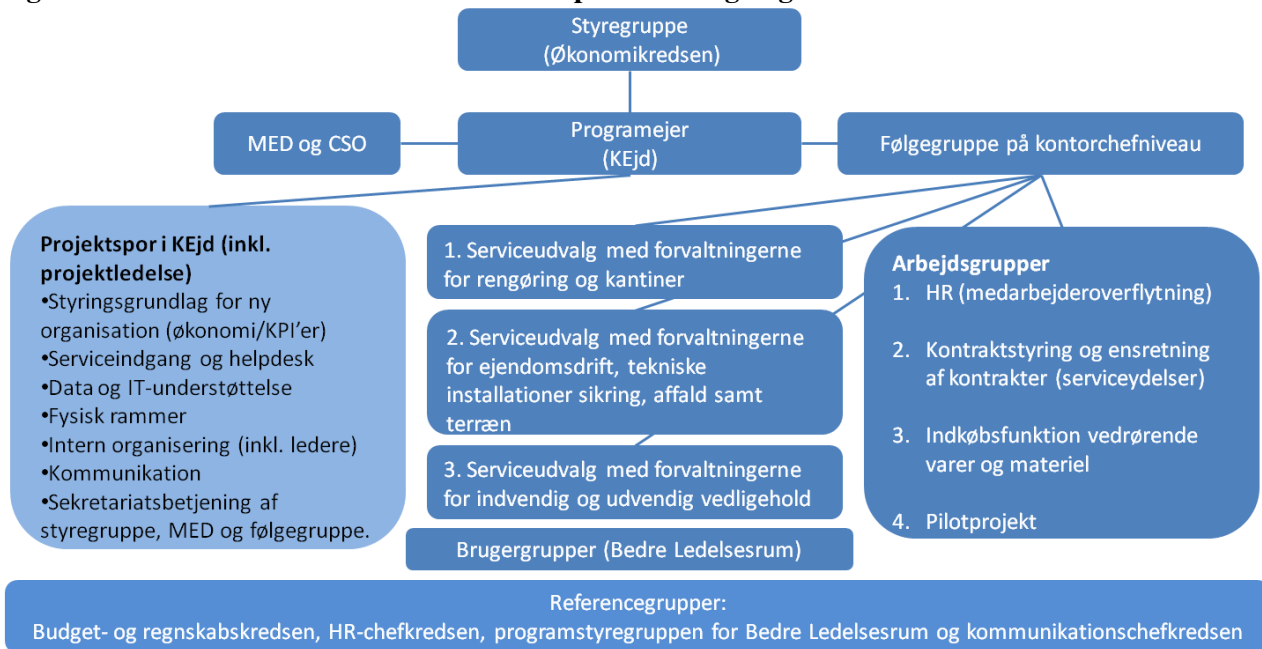 Styregruppe
(Økonomikredsen)
MED og CSO
Programejer
(KEjd)
Følgegruppe på kontorchefniveau
Projektspor i KEjd (inkl.
projektledelse)
•Styringsgrundlag for ny
organisation (økonomi/KPI'er)
•Serviceindgang og helpdesk
•Data og IT-understøttelse
•Fysisk rammer
•Intern organisering (inkl. ledere)
•Kommunikation
•Sekretariatsbetjening af
styregruppe, MED og følgegruppe.
1. Serviceudvalg med forvaltningerne
for rengøring og kantiner
2. Serviceudvalg med forvaltningerne
for ejendomsdrift, tekniske
installationer sikring, affald samt
terræn
3. Serviceudvalg med forvaltningerne
for indvendig og udvendig vedligehold
Brugergrupper (Bedre Ledelsesrum)
Arbejdsgrupper
1. HR (medarbejderoverflytning)
2. Kontraktstyring og ensretning
af kontrakter (serviceydelser)
3. Indkøbsfunktion vedrørende
varer og materiel
4. Pilotprojekt
Referencegrupper:
Budget- og regnskabskredsen, HR-chefkredsen, programstyregruppen for Bedre Ledelsesrum og kommunikationschefkredsen